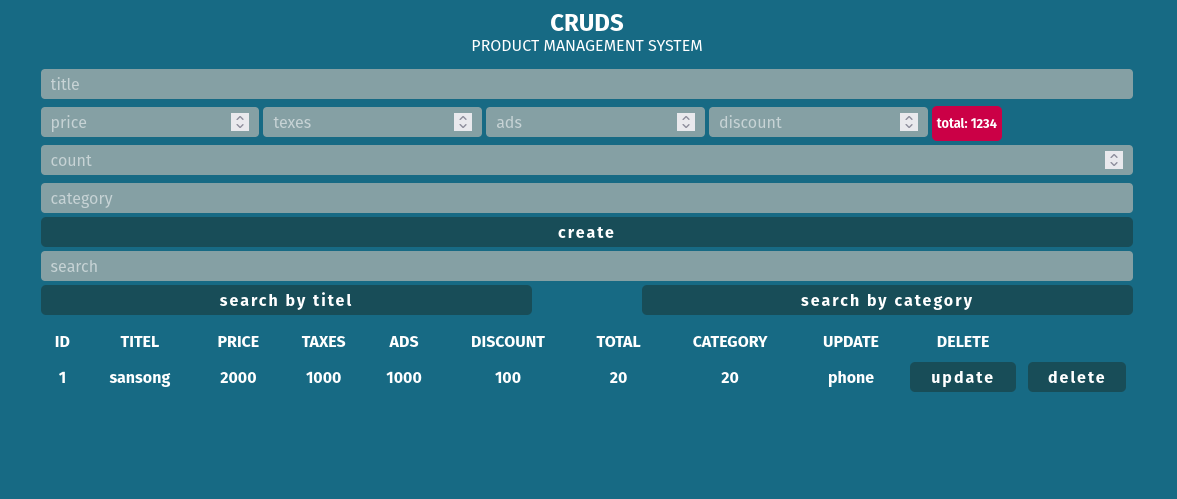 CRUDS
PRODUCT MANAGEMENT SYSTEM
title
price texes ads discount total: 1234
count
category
create
search
search by titel search by category
ID TITEL PRICE TAXES ADS DISCOUNT TOTAL CATEGORY UPDATE DELETE
1 sansong 2000 1000 1000 100 20 20 phone update delete